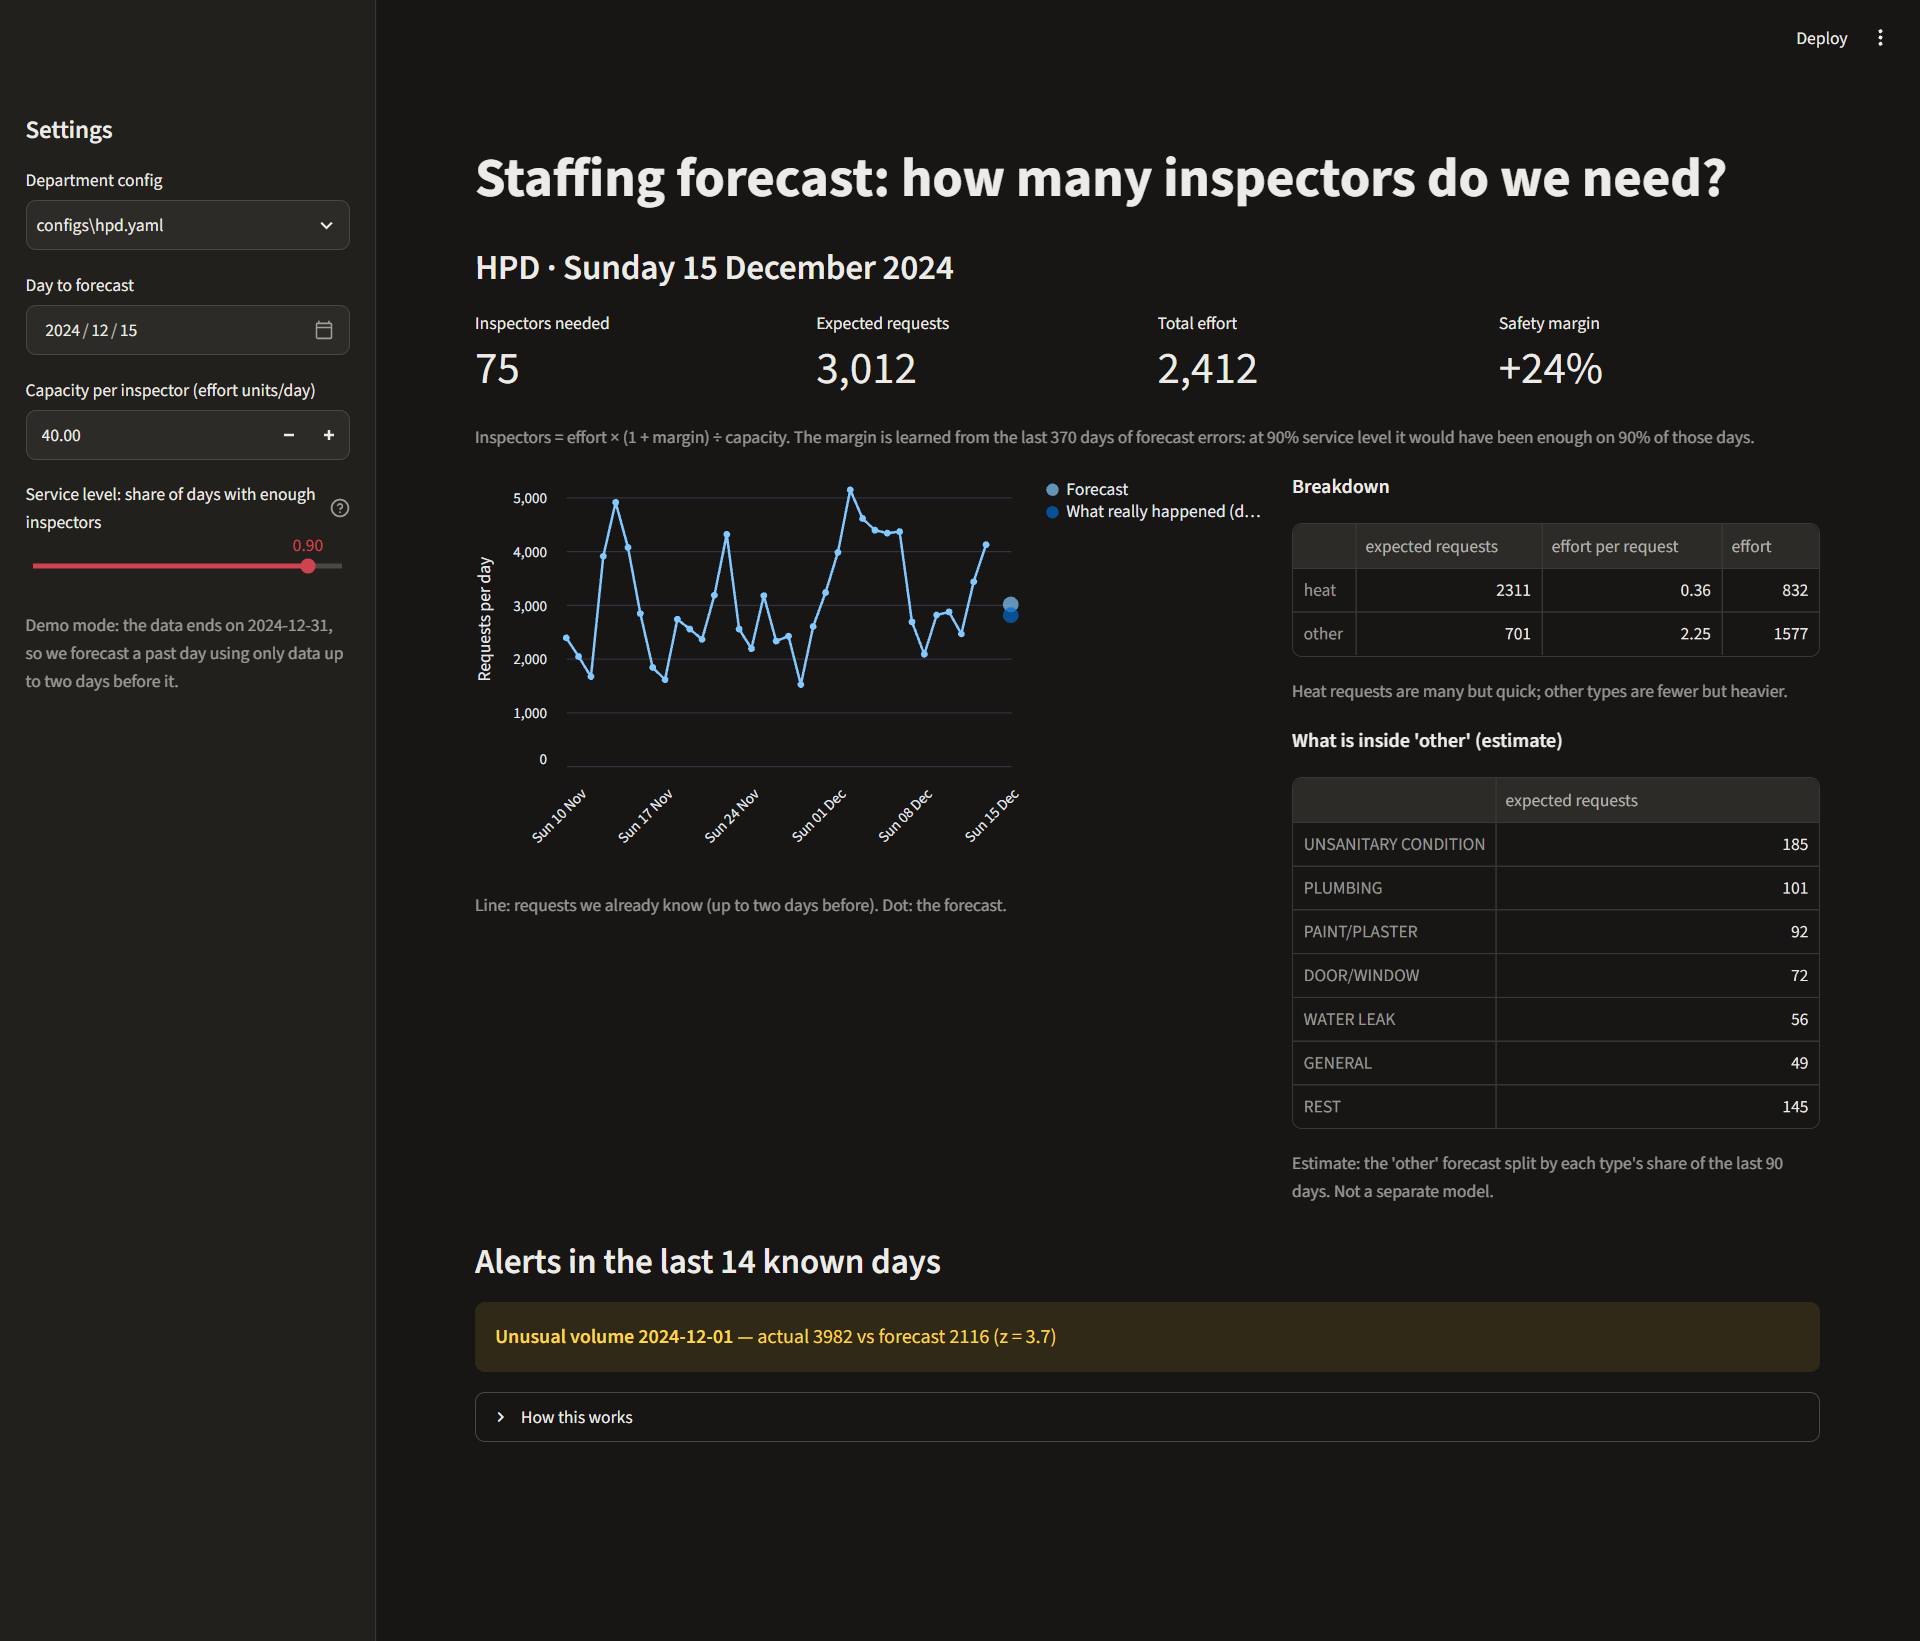 Deploy
Settings
Department config
configs\hpd.yaml
Day to forecast
2024 / 12 / 15
Capacity per inspector (effort units/day)
40.00
Service level: share of days with enough
inspectors
0.90
Demo mode: the data ends on 2024-12-31,
so we forecast a past day using only data up
to two days before it.
Staffing forecast: how many inspectors do we need?
HPD · Sunday 15 December 2024
Inspectors needed
75
Expected requests
3,012
Total effort
2,412
Safety margin
+24%
Inspectors = effort × (1 + margin) ÷ capacity. The margin is learned from the last 370 days of forecast errors: at 90% service level it would have been enough on 90% of those days.
Requests per day
5,000
4,000
3,000
2,000
1,000
0
Sun 10 Nov
Sun 17 Nov
Sun 24 Nov
Sun 01 Dec
Sun 08 Dec
Sun 15 Dec
Forecast
What really happened (d…
Line: requests we already know (up to two days before). Dot: the forecast.
Breakdown
expected requests effort per request effort
heat 2311 0.36 832
other 701 2.25 1577
Heat requests are many but quick; other types are fewer but heavier.
What is inside 'other' (estimate)
expected requests
UNSANITARY CONDITION 185
PLUMBING 101
PAINT/PLASTER 92
DOOR/WINDOW 72
WATER LEAK 56
GENERAL 49
REST 145
Estimate: the 'other' forecast split by each type's share of the last 90
days. Not a separate model.
Alerts in the last 14 known days
Unusual volume 2024-12-01 — actual 3982 vs forecast 2116 (z = 3.7)
How this works